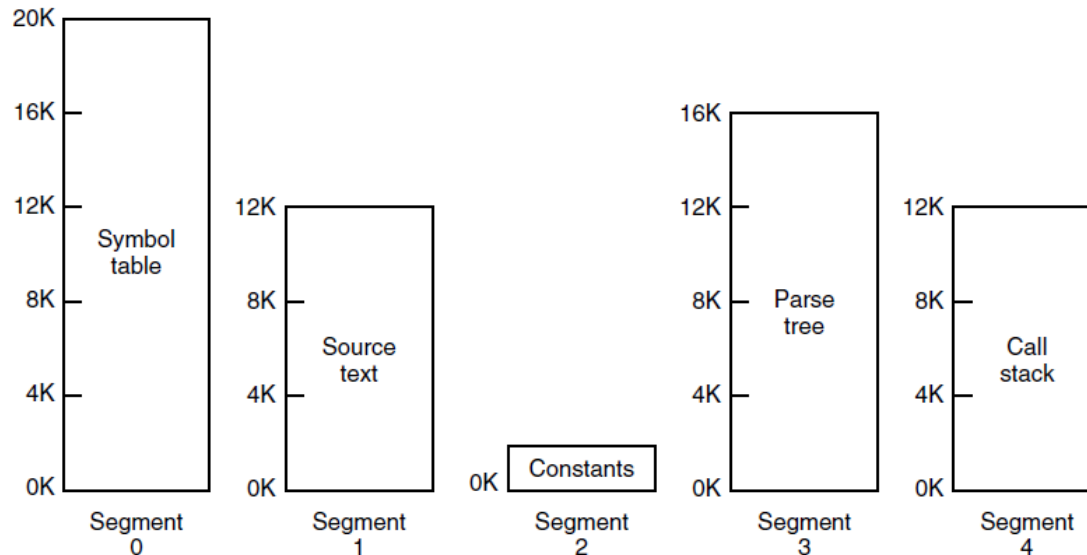 20K
16K
12K
8K
4K
0K
Symbol
table
Segment
0
12K
8K
4K
0K
Source
text
Segment
1
0K
Constants
Segment
2
16K
12K
8K
4K
0K
Parse
tree
Segment
3
12K
8K
4K
0K
Call
stack
Segment
4